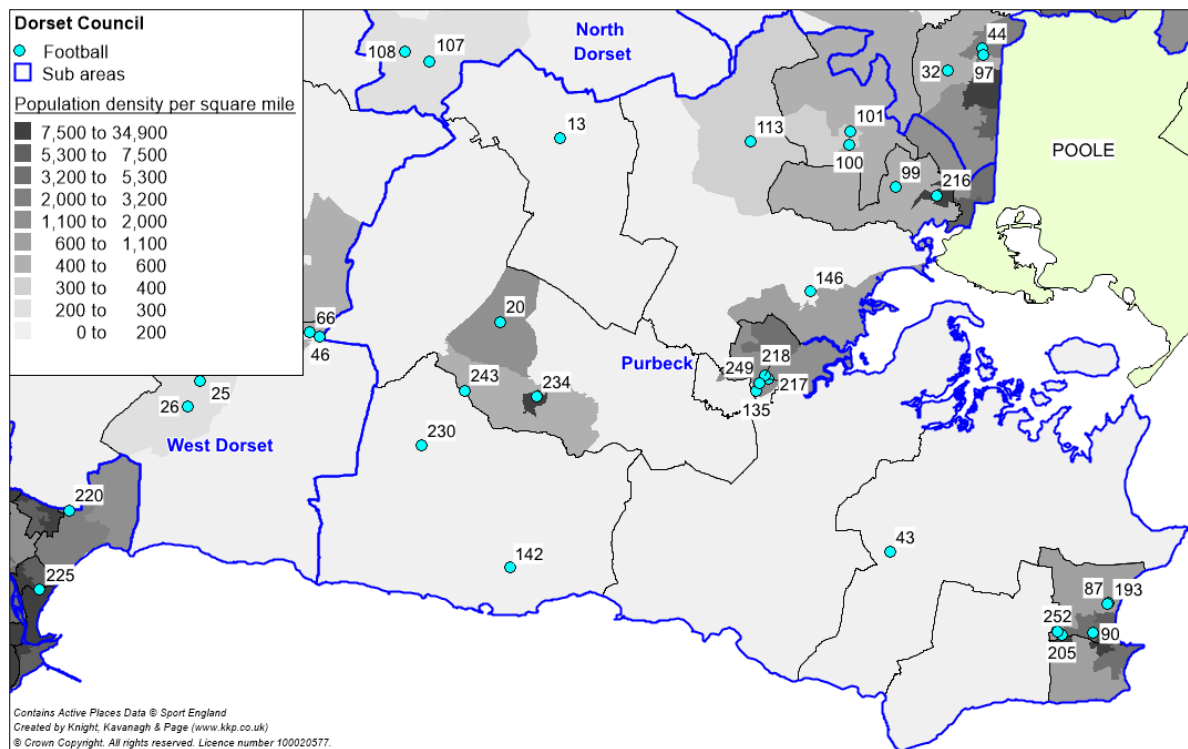 Dorset Council
Football
Sub areas
Population density per square mile
7,500 to 34,900
5,300 to 7,500
3,200 to 5,300
2,000 to 3,200
1,100 to 2,000
600 to 1,100
400 to 600
300 to 400
200 to 300
0 to 200
North
Dorset
108
107
44
32
97
13
113
101
100
POOLE
99
216
146
20
66
46
Purbeck
218
249
217
135
243
234
25
26
West Dorset
230
220
142
43
225
87
193
252
90
205
Contains Active Places Data © Sport England
Created by Knight, Kavanagh & Page (www.kkp.co.uk)
© Crown Copyright. All rights reserved. Licence number 100020577.